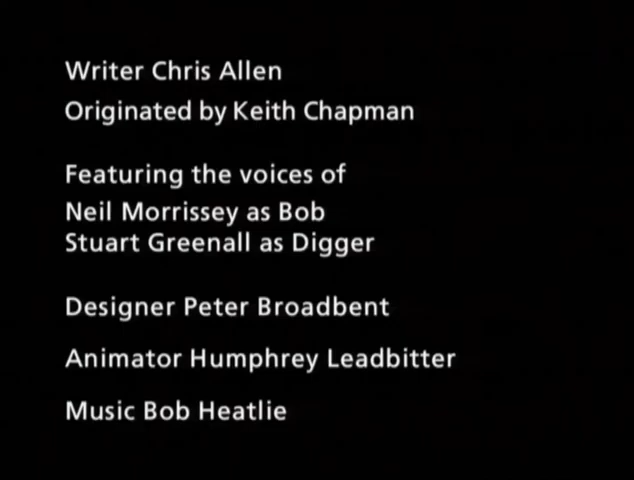 Writer Chris Allen
Originated by Keith Chapman
Featuring the voices of
Neil Morrissey as Bob
Stuart Greenall as Digger
Designer Peter Broadbent
Animator Humphrey Leadbitter
Music Bob Heatlie